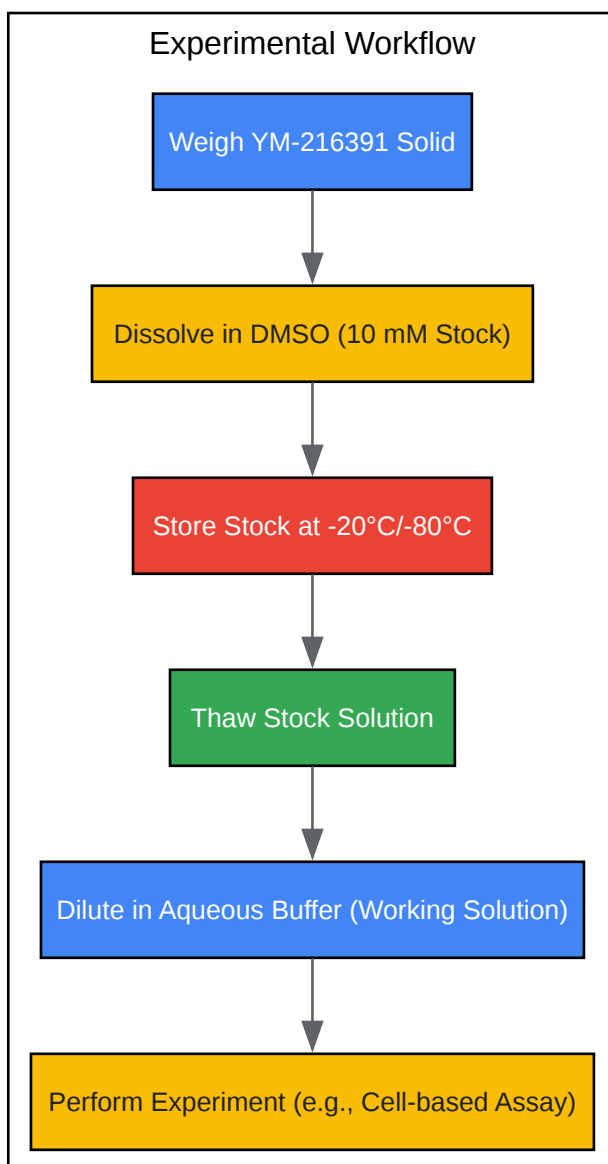 Experimental Workflow
Weigh YM-216391 Solid
Dissolve in DMSO (10 mM Stock)
Store Stock at -20°C/-80°C
Thaw Stock Solution
Dilute in Aqueous Buffer (Working Solution)
Perform Experiment (e.g., Cell-based Assay)